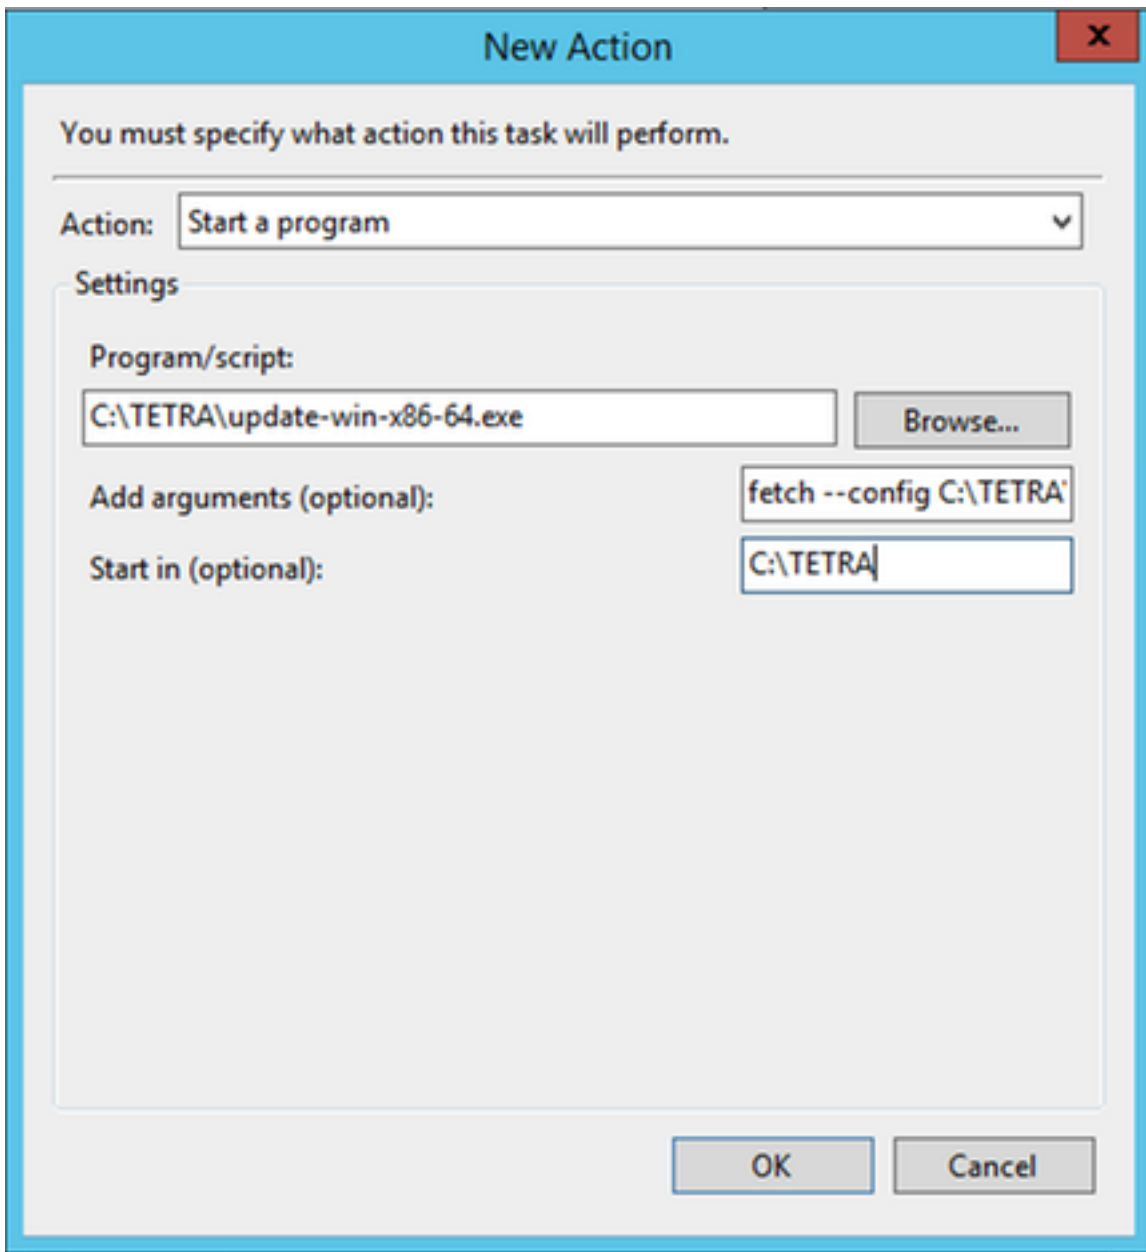 New Action
x
You must specify what action this task will perform.
Action: Start a program
Settings
Program/script:
C:\TETRA\update-win-x86-64.exe Browse...
Add arguments (optional): fetch --config C:\TETRA
Start in (optional): C:\TETRA
OK Cancel